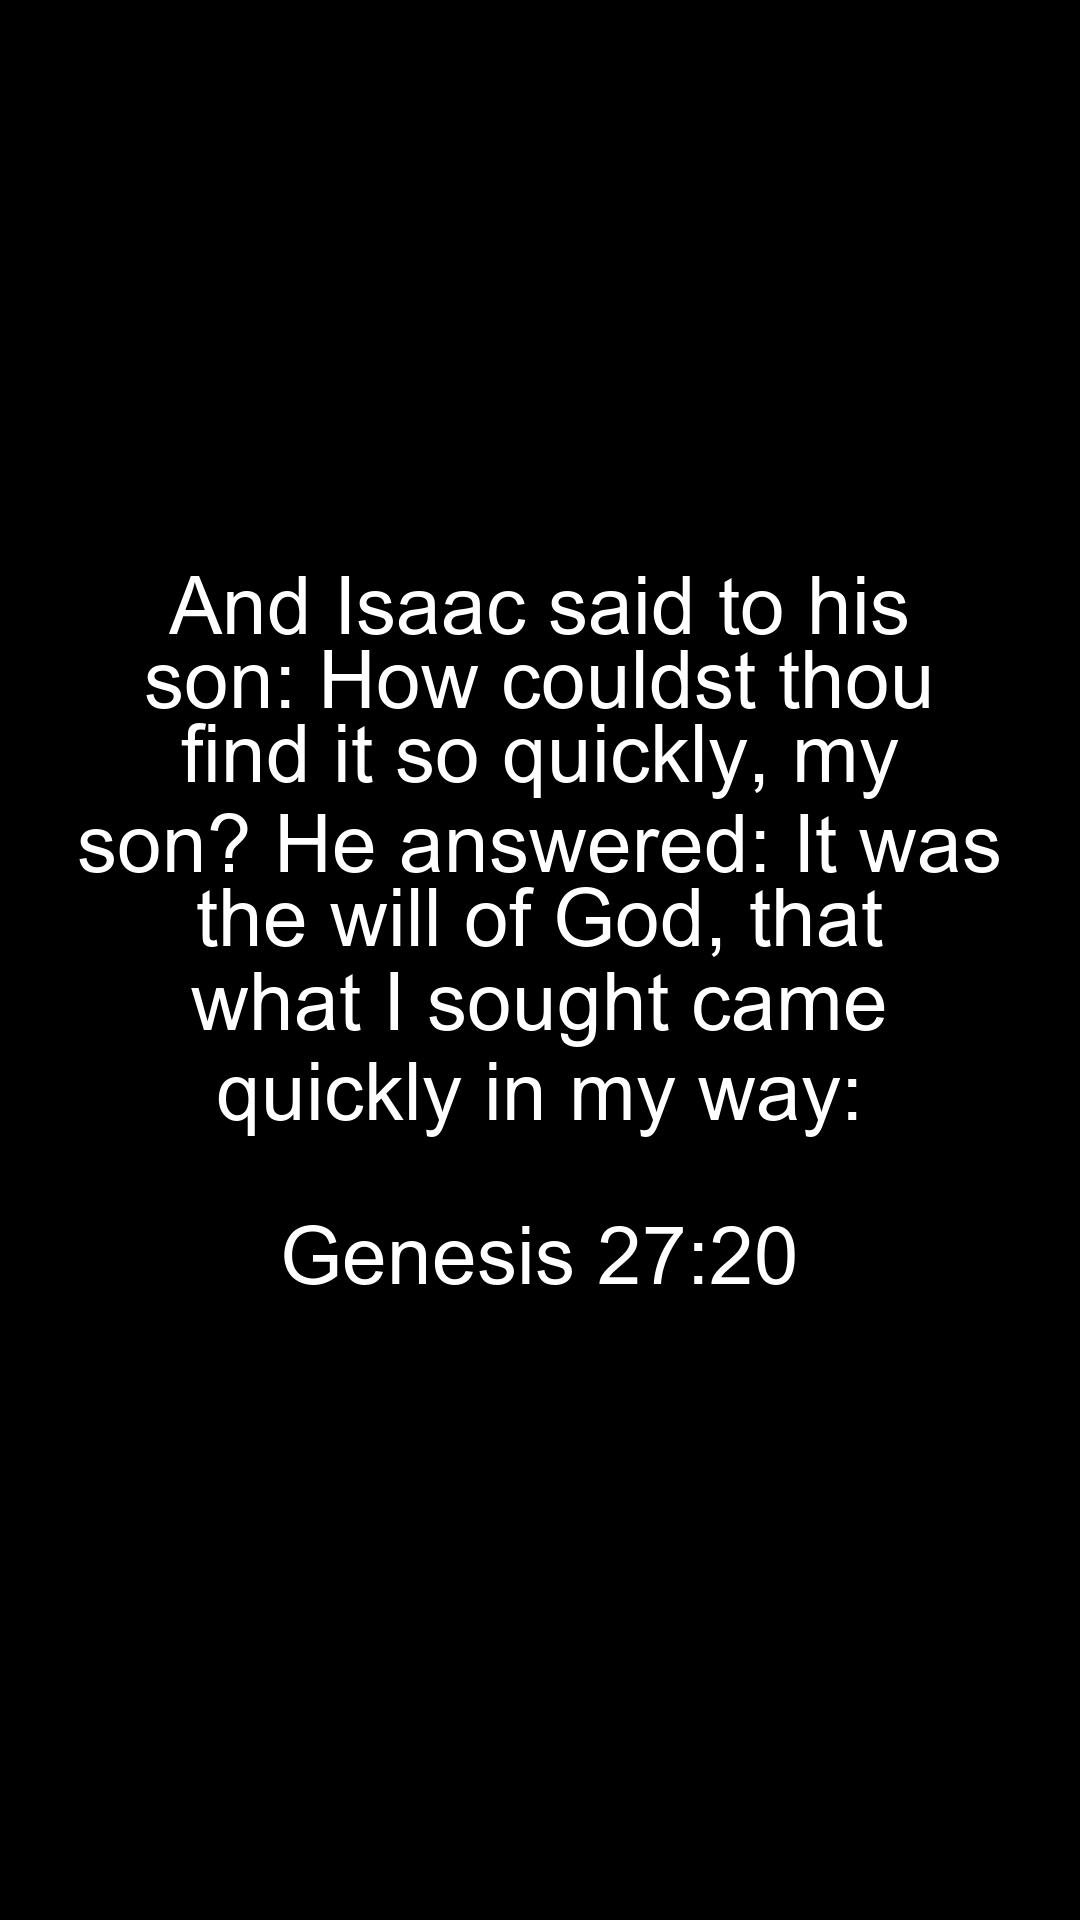 And Isaac said to his
son: How couldst thou
find it so quickly, my
son? He answered: It was
the will of God, that
what I sought came
quickly in my way:
Genesis 27:20